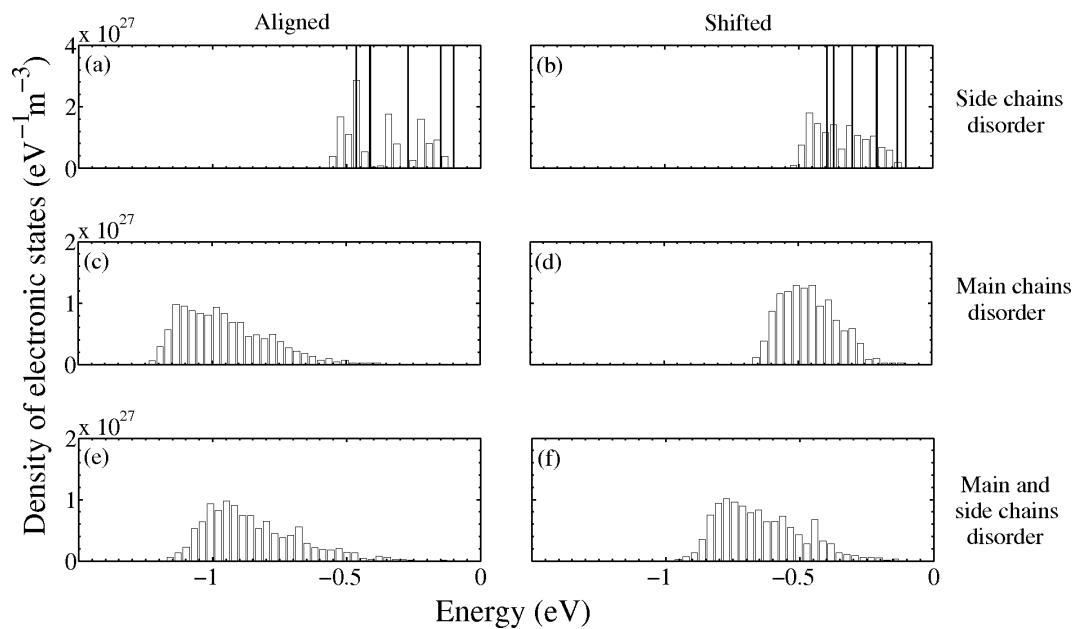 Aligned
Shifted
4 x 10^27
(a)
(b)
2
0
Side chains
disorder
2 x 10^27
(c)
(d)
1
0
Main chains
disorder
2 x 10^27
(e)
(f)
1
0
Main and
side chains
disorder
−1
−0.5
0
−1
−0.5
0
Density of electronic states (eV^−1m^−3)
Energy (eV)